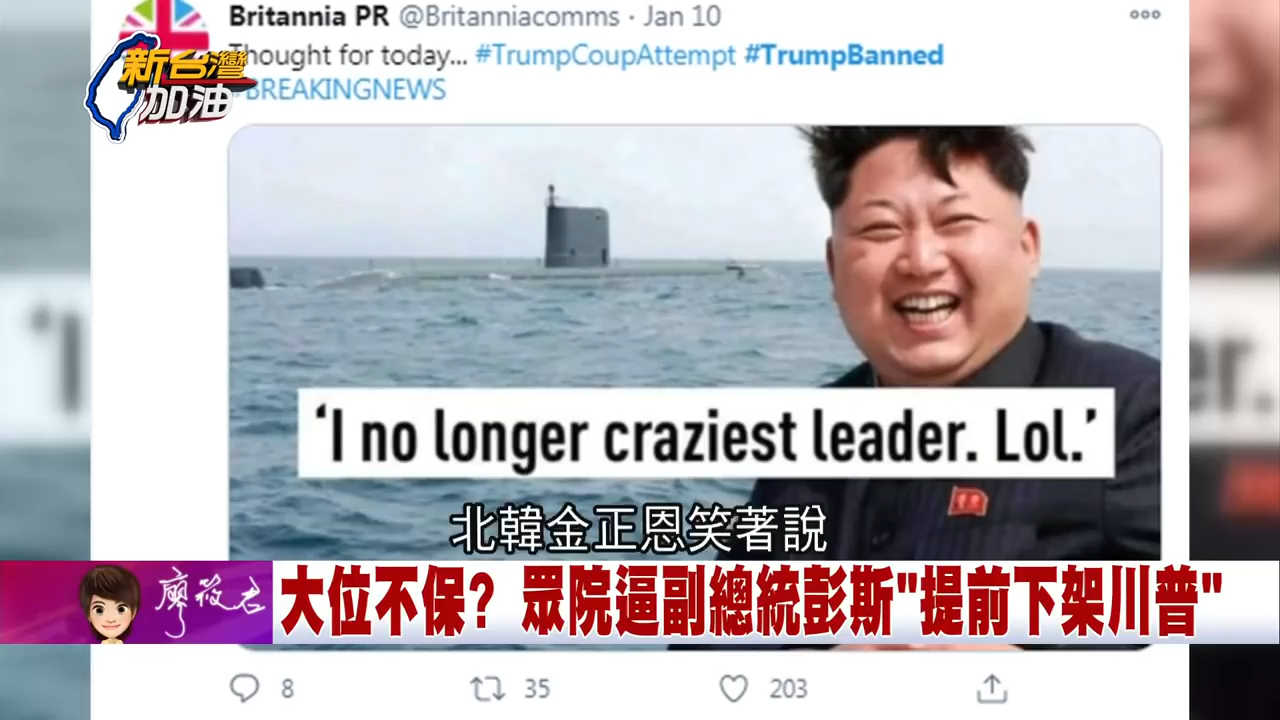 Britannia PR @Britanniacomms · Jan 10
Thought for today... #TrumpCoupAttempt #TrumpBanned
#BREAKINGNEWS
新台灣
加油
'I no longer craziest leader. Lol.'
北韓金正恩笑著說
廖筱君
大位不保? 眾院逼副總統彭斯"提前下架川普"
8
35
203